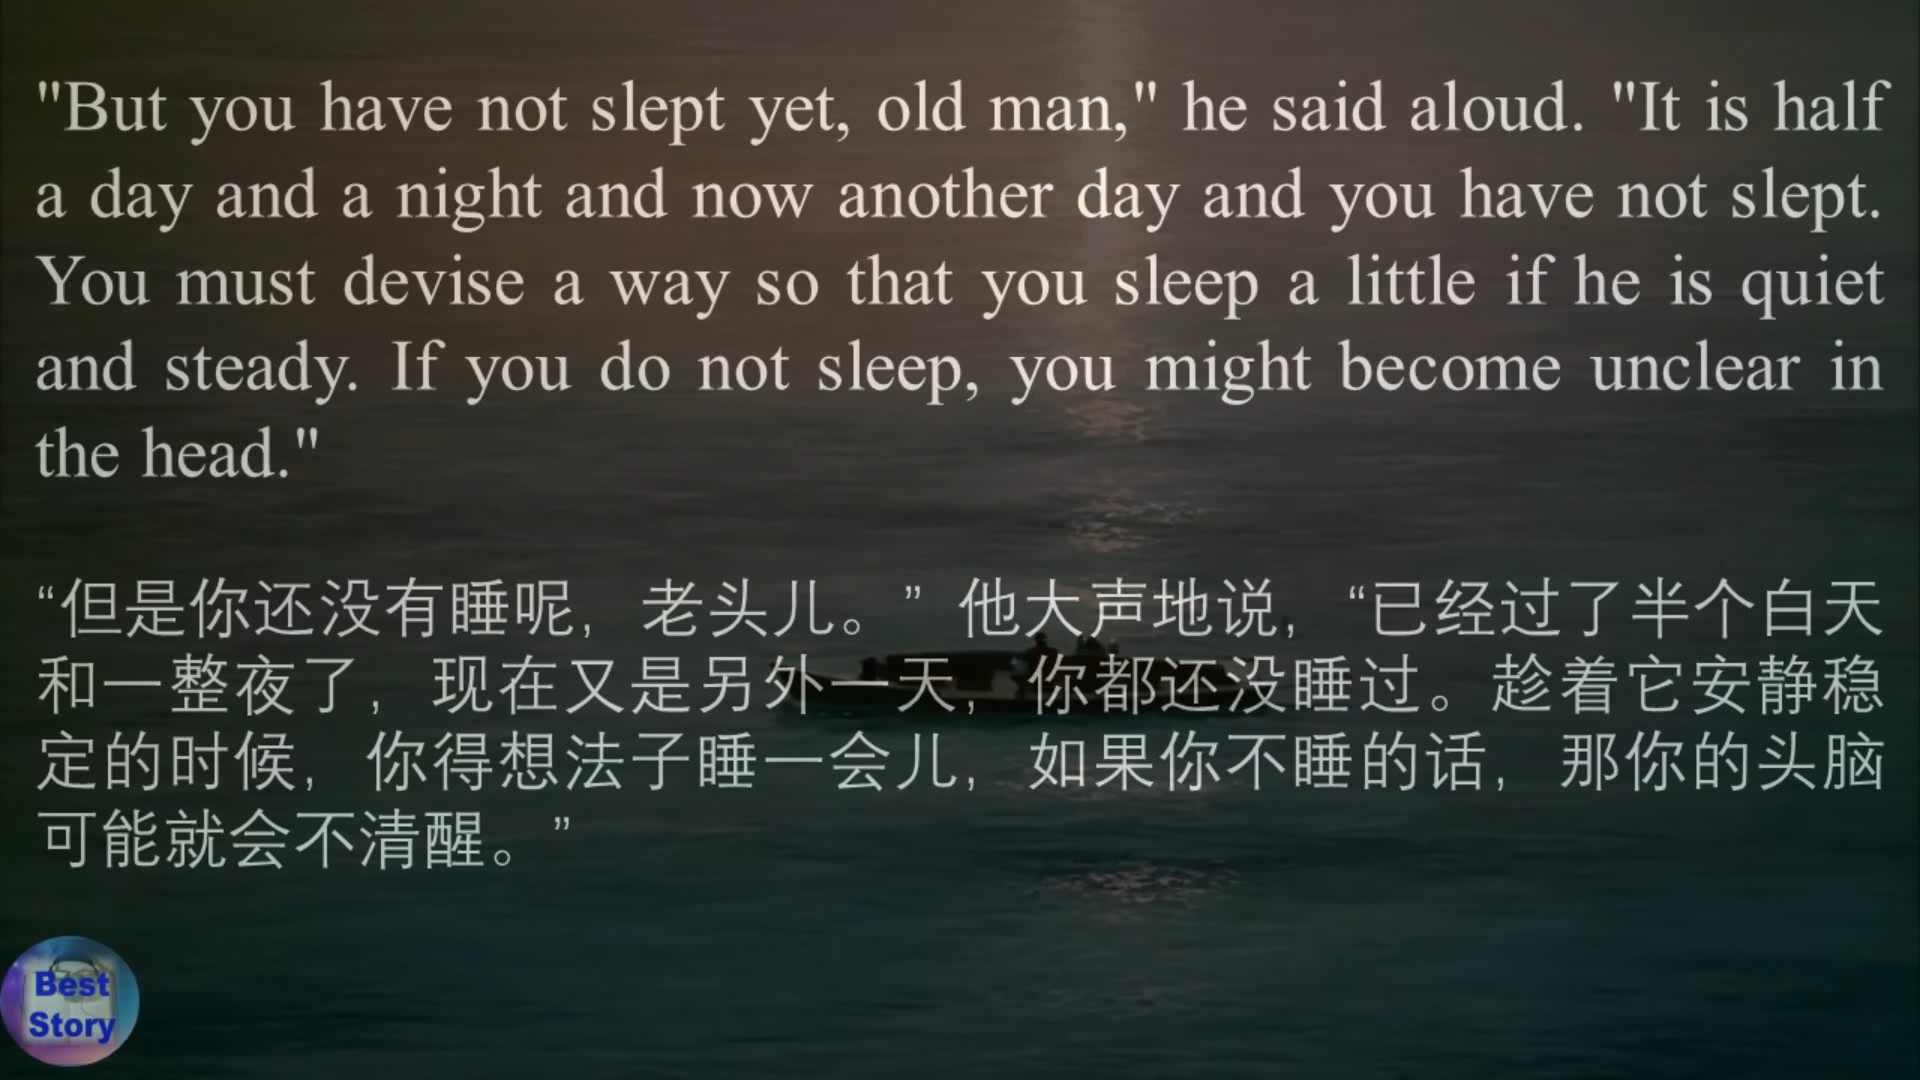 "But you have not slept yet, old man," he said aloud. "It is half
a day and a night and now another day and you have not slept.
You must devise a way so that you sleep a little if he is quiet
and steady. If you do not sleep, you might become unclear in
the head."
“但是你还没有睡呢，老头儿。”他大声地说，“已经过了半个白天
和一整夜了，现在又是另外一天，你都还没睡过。趁着它安静稳
定的时候，你得想法子睡一会儿，如果你不睡的话，那你的头脑
可能就会不清醒。”
Best
Story